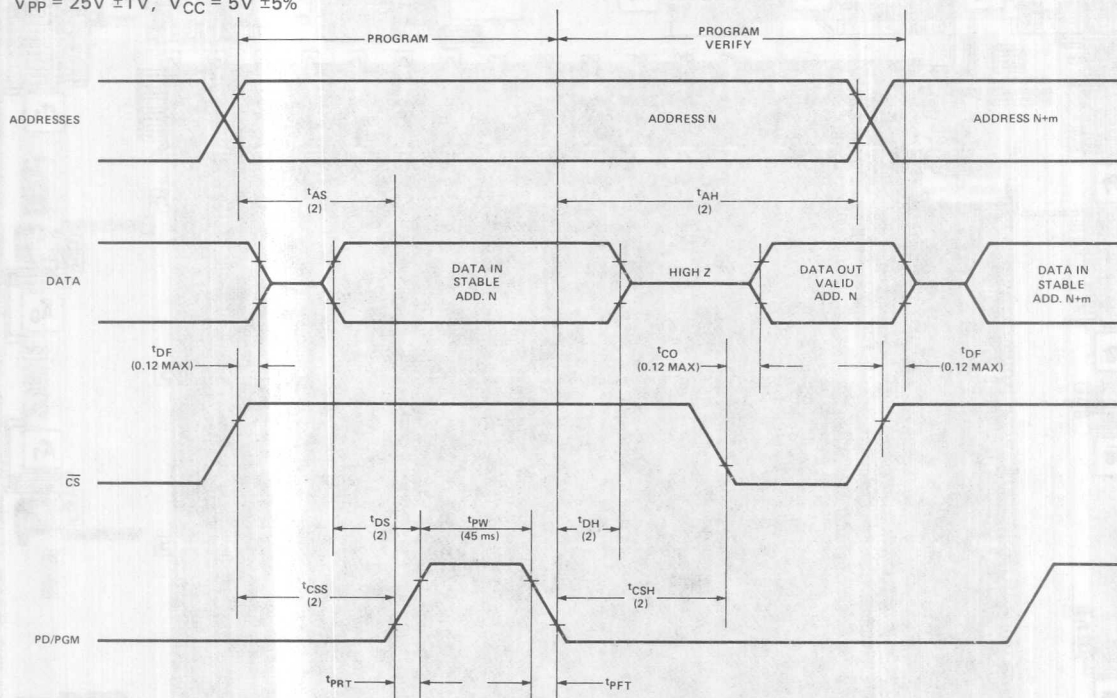 VPP = 25V ±1V, VCC = 5V ±5%
PROGRAM
PROGRAM
VERIFY
ADDRESSES
ADDRESS N
ADDRESS N+m
tAS
(2)
tAH
(2)
DATA
DATA IN
STABLE
ADD. N
HIGH Z
DATA OUT
VALID
ADD. N
DATA IN
STABLE
ADD. N+m
tDF
(0.12 MAX)
tCO
(0.12 MAX)
tDF
(0.12 MAX)
CS
tDS
(2)
tPW
(45 ms)
tDH
(2)
tCSS
(2)
tCSH
(2)
PD/PGM
tPRT
tPFT